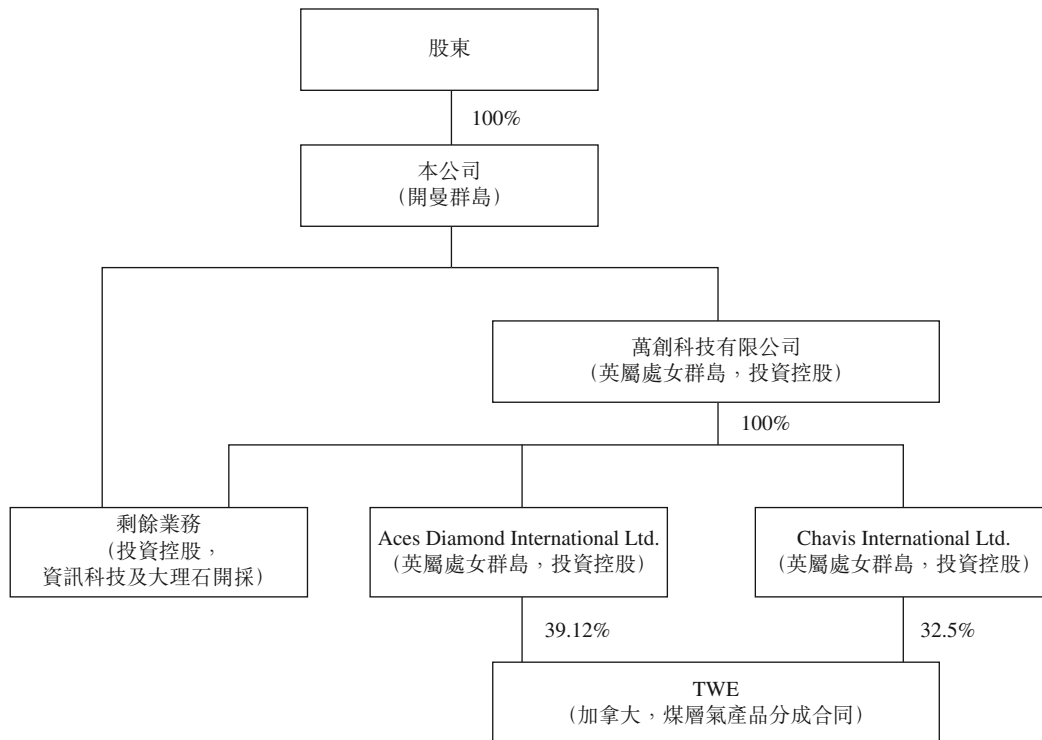 股東
100%
本公司
（開曼群島）
萬創科技有限公司
（英屬處女群島，投資控股）
100%
剩餘業務
（投資控股，
資訊科技及大理石開採）
Aces Diamond International Ltd.
（英屬處女群島，投資控股）
Chavis International Ltd.
（英屬處女群島，投資控股）
39.12%
32.5%
TWE
（加拿大，煤層氣產品分成合同）